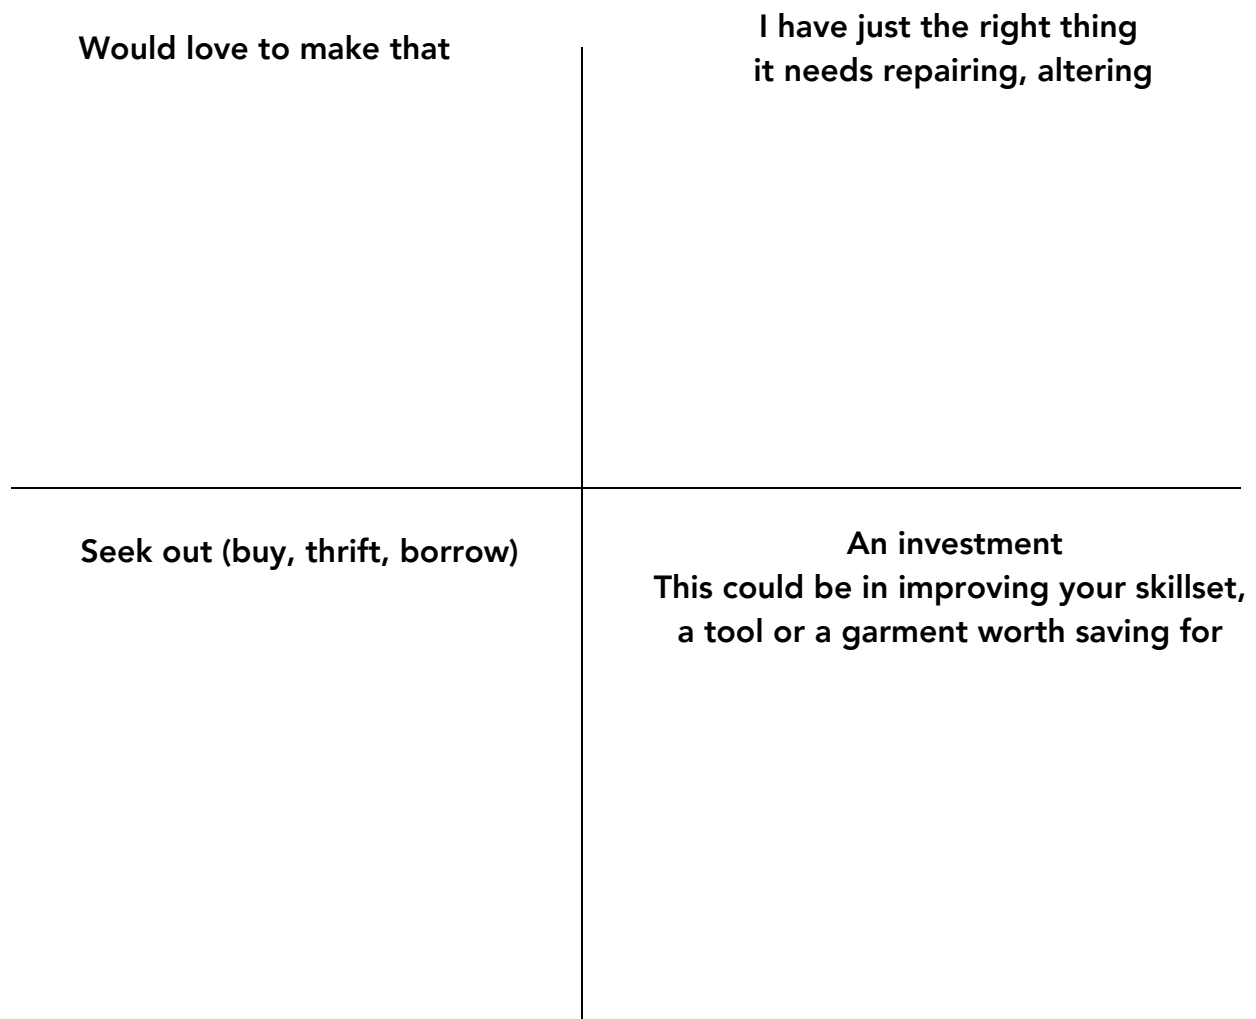 Would love to make that
I have just the right thing
it needs repairing, altering
Seek out (buy, thrift, borrow)
An investment
This could be in improving your skillset,
a tool or a garment worth saving for